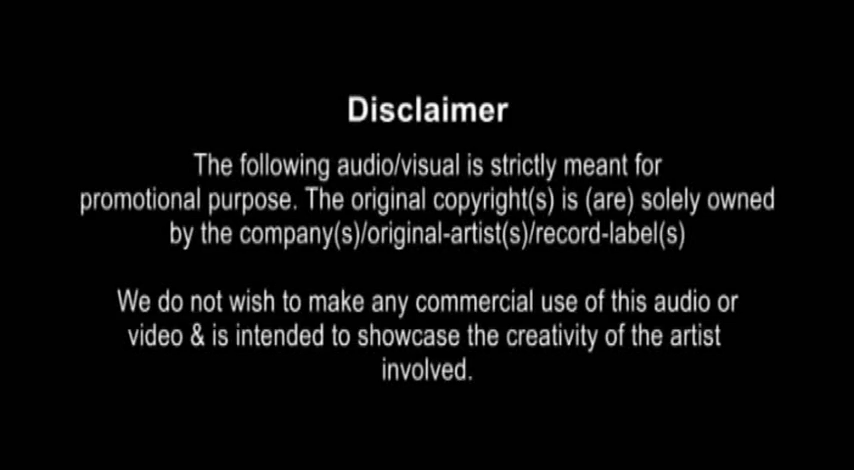 Disclaimer
The following audio/visual is strictly meant for
promotional purpose. The original copyright(s) is (are) solely owned
by the company(s)/original-artist(s)/record-label(s)
We do not wish to make any commercial use of this audio or
video & is intended to showcase the creativity of the artist
involved.